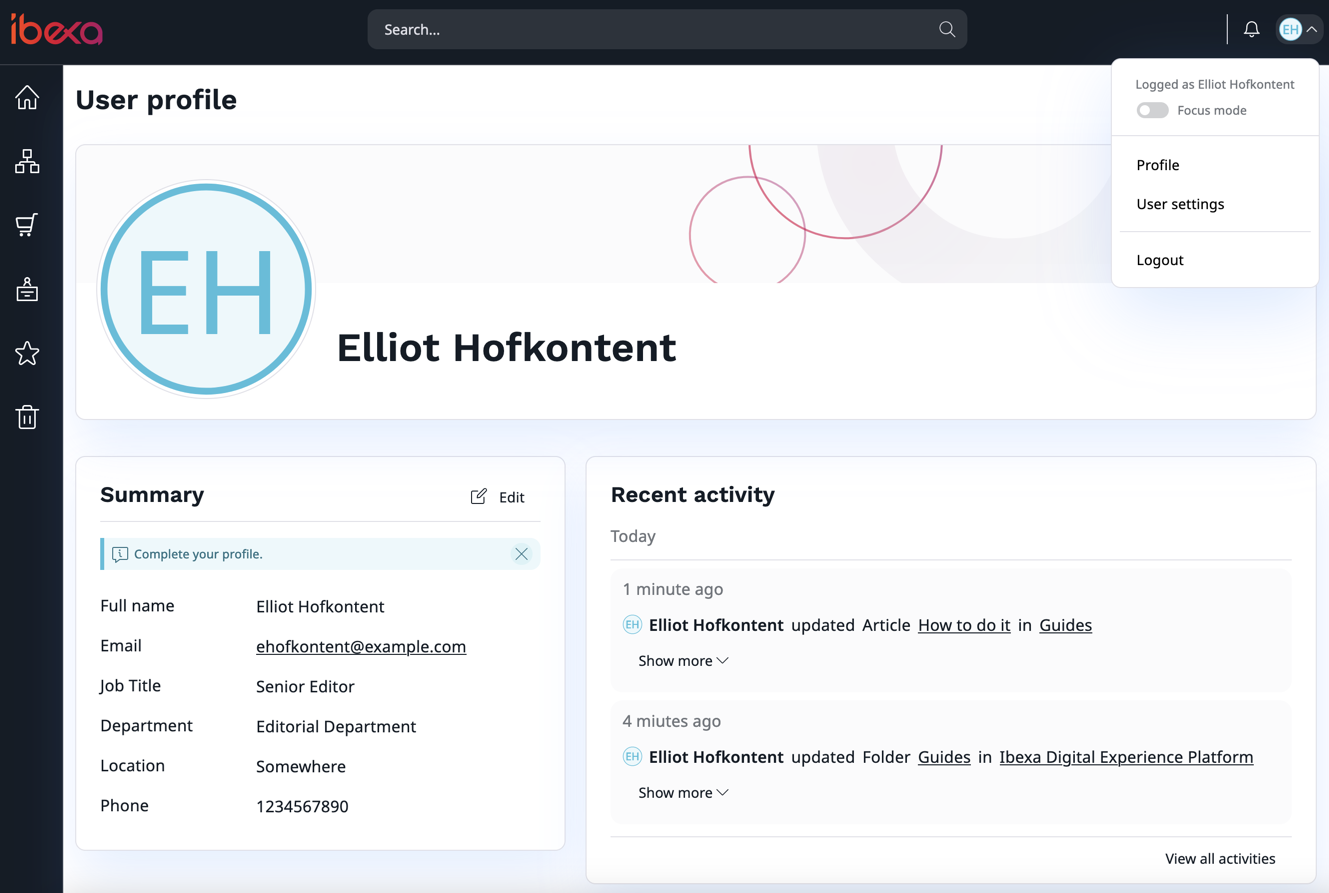 ibexa
Search...
EH
Logged as Elliot Hofkontent
Focus mode
Profile
User settings
Logout
User profile
EH
Elliot Hofkontent
Summary
Edit
Complete your profile.
Full name Elliot Hofkontent
Email ehofkontent@example.com
Job Title Senior Editor
Department Editorial Department
Location Somewhere
Phone 1234567890
Recent activity
Today
1 minute ago
EH Elliot Hofkontent updated Article How to do it in Guides
Show more
4 miutes ago
EH Elliot Hofkontent updated Folder Guides in Ibexa Digital Experience Platform
Show more
View all activities